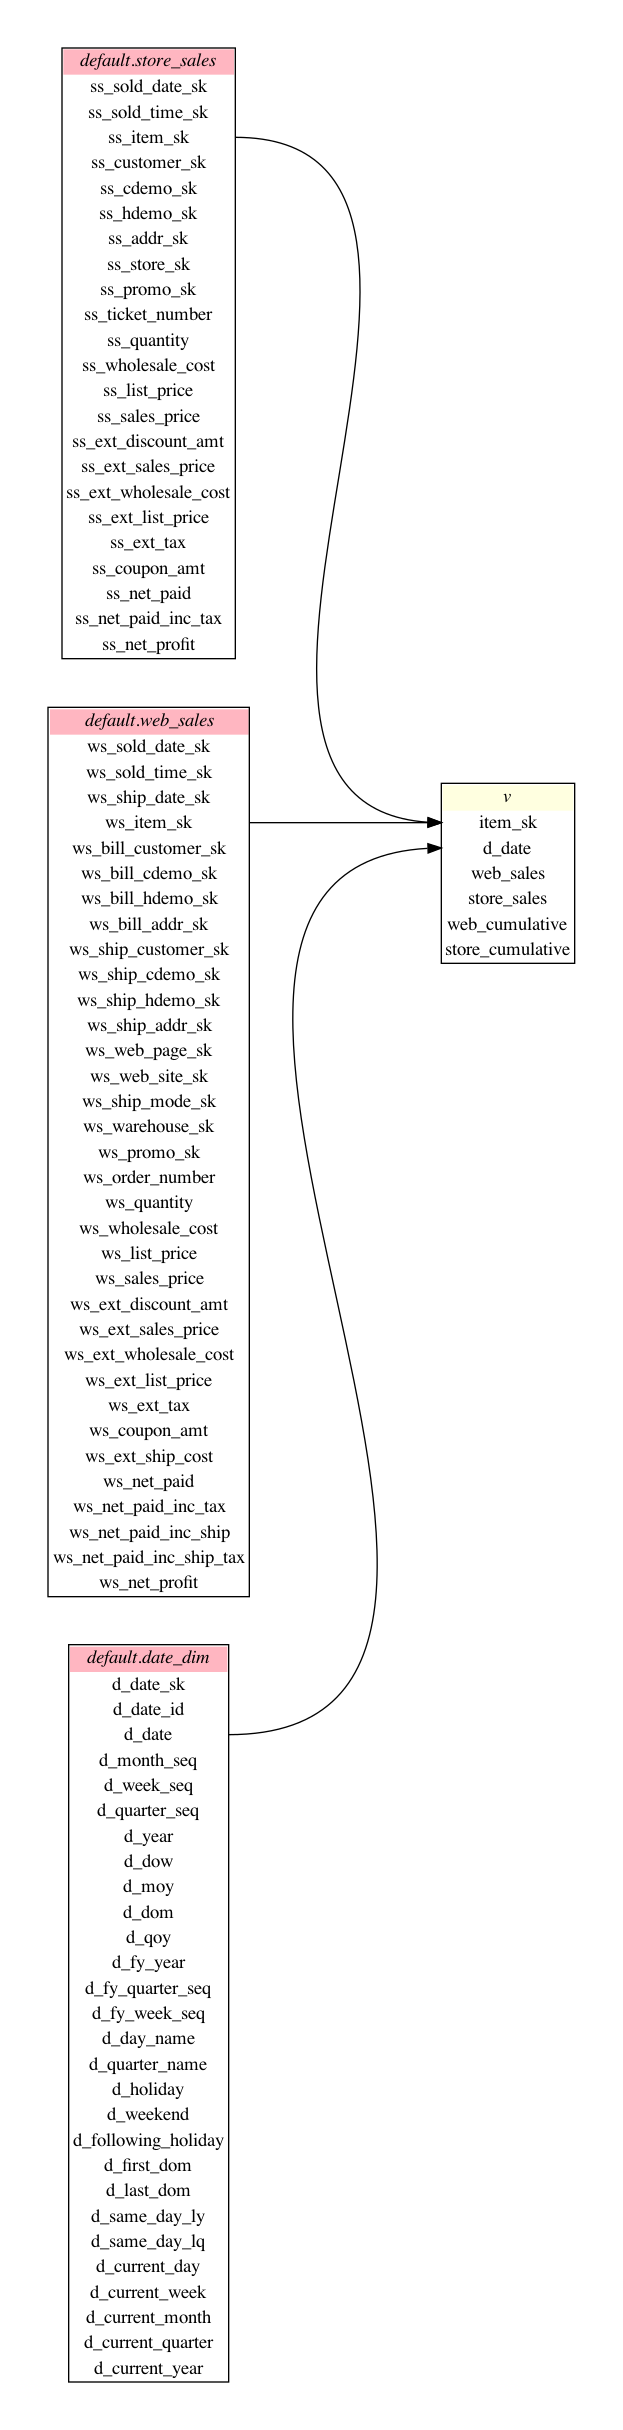 default.store_sales
ss_sold_date_sk
ss_sold_time_sk
ss_item_sk
ss_customer_sk
ss_cdemo_sk
ss_hdemo_sk
ss_addr_sk
ss_store_sk
ss_promo_sk
ss_ticket_number
ss_quantity
ss_wholesale_cost
ss_list_price
ss_sales_price
ss_ext_discount_amt
ss_ext_sales_price
ss_ext_wholesale_cost
ss_ext_list_price
ss_ext_tax
ss_coupon_amt
ss_net_paid
ss_net_paid_inc_tax
ss_net_profit
default.web_sales
ws_sold_date_sk
ws_sold_time_sk
ws_ship_date_sk
ws_item_sk
ws_bill_customer_sk
ws_bill_cdemo_sk
ws_bill_hdemo_sk
ws_bill_addr_sk
ws_ship_customer_sk
ws_ship_cdemo_sk
ws_ship_hdemo_sk
ws_ship_addr_sk
ws_web_page_sk
ws_web_site_sk
ws_ship_mode_sk
ws_warehouse_sk
ws_promo_sk
ws_order_number
ws_quantity
ws_wholesale_cost
ws_list_price
ws_sales_price
ws_ext_discount_amt
ws_ext_sales_price
ws_ext_wholesale_cost
ws_ext_list_price
ws_ext_tax
ws_coupon_amt
ws_ext_ship_cost
ws_net_paid
ws_net_paid_inc_tax
ws_net_paid_inc_ship
ws_net_paid_inc_ship_tax
ws_net_profit
default.date_dim
d_date_sk
d_date_id
d_date
d_month_seq
d_week_seq
d_quarter_seq
d_year
d_dow
d_moy
d_dom
d_qoy
d_fy_year
d_fy_quarter_seq
d_fy_week_seq
d_day_name
d_quarter_name
d_holiday
d_weekend
d_following_holiday
d_first_dom
d_last_dom
d_same_day_ly
d_same_day_lq
d_current_day
d_current_week
d_current_month
d_current_quarter
d_current_year
v
item_sk
d_date
web_sales
store_sales
web_cumulative
store_cumulative